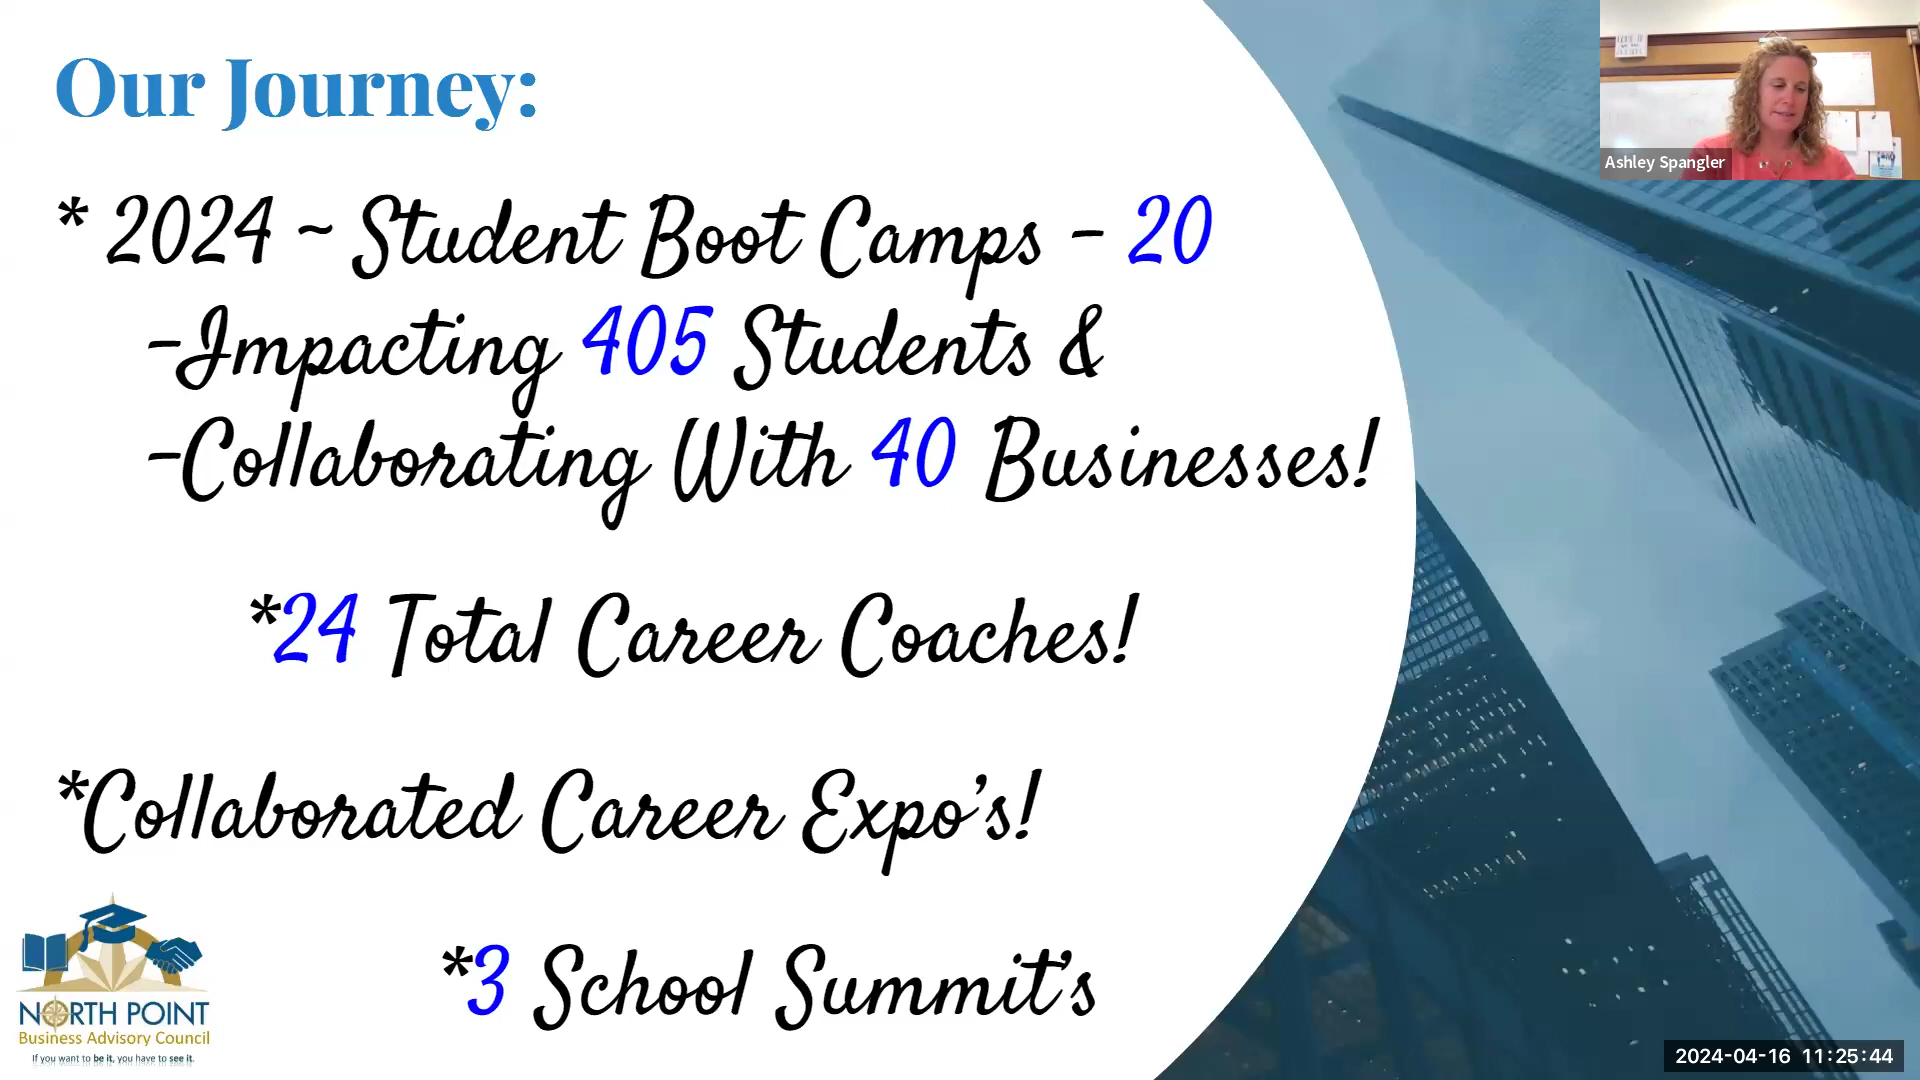 Our Journey:
* 2024 ~ Student Boot Camps - 20
-Impacting 405 Students &
-Collaborating With 40 Businesses!
*24 Total Career Coaches!
*Collaborated Career Expo's!
*3 School Summit's
NORTH POINT
Business Advisory Council
If you want to be it, you have to see it.
Ashley Spangler
2024-04-16 11:25:44